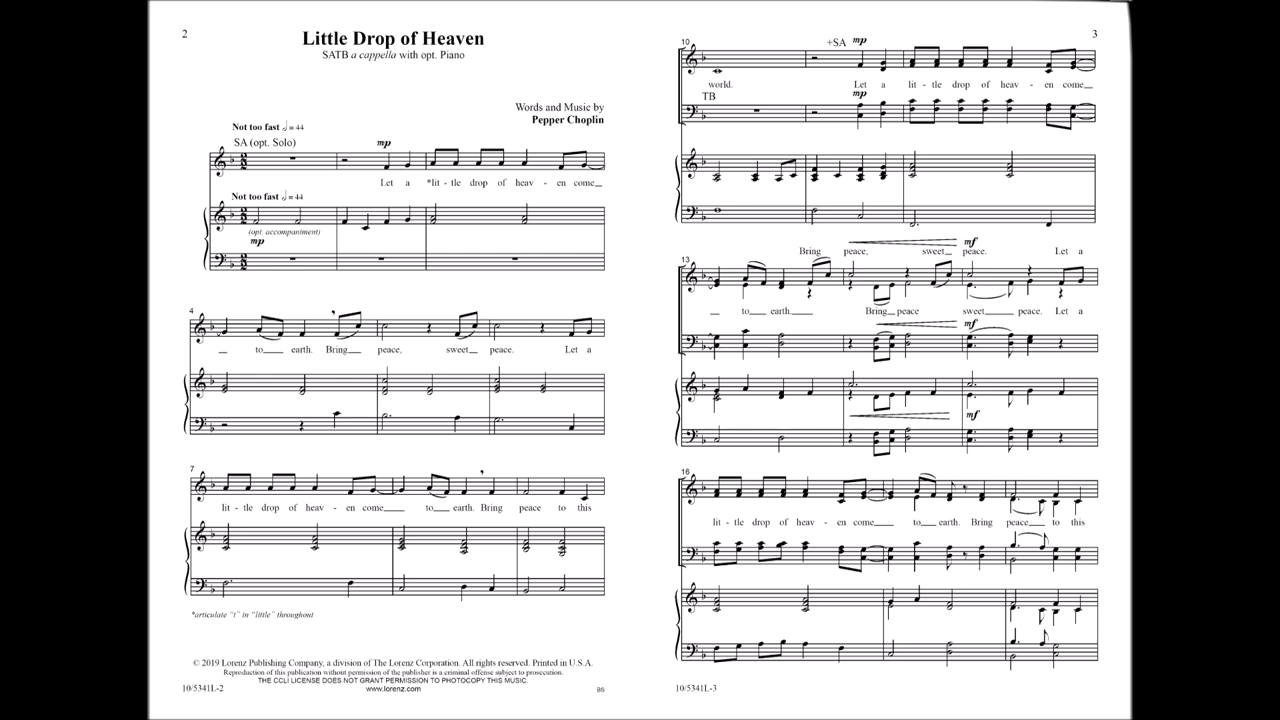 2
Little Drop of Heaven
SATB a cappella with opt. Piano
Words and Music by
Pepper Choplin
Not too fast 𝅗𝅥 = 44
SA (opt. Solo)
mp
Let a *lit - tle drop of heav - en come
Not too fast 𝅗𝅥 = 44
(opt. accompaniment)
mp
4
to earth. Bring peace, sweet peace. Let a
7
lit - tle drop of heav - en come to earth. Bring peace to this
*articulate “t” in “little” throughout
© 2019 Lorenz Publishing Company, a division of The Lorenz Corporation. All rights reserved. Printed in U.S.A.
Reproduction of this publication without permission of the publisher is a criminal offense subject to prosecution.
THE CCLI LICENSE DOES NOT GRANT PERMISSION TO PHOTOCOPY THIS MUSIC.
www.lorenz.com
10/5341L-2
BS
3
10
+SA mp
world. Let a lit - tle drop of heav - en come
TB
mp
mf
Bring peace, sweet peace. Let a
13
to earth. Bring peace sweet peace. Let a
mf
mf
16
lit - tle drop of heav - en come to earth. Bring peace to this
10/5341L-3